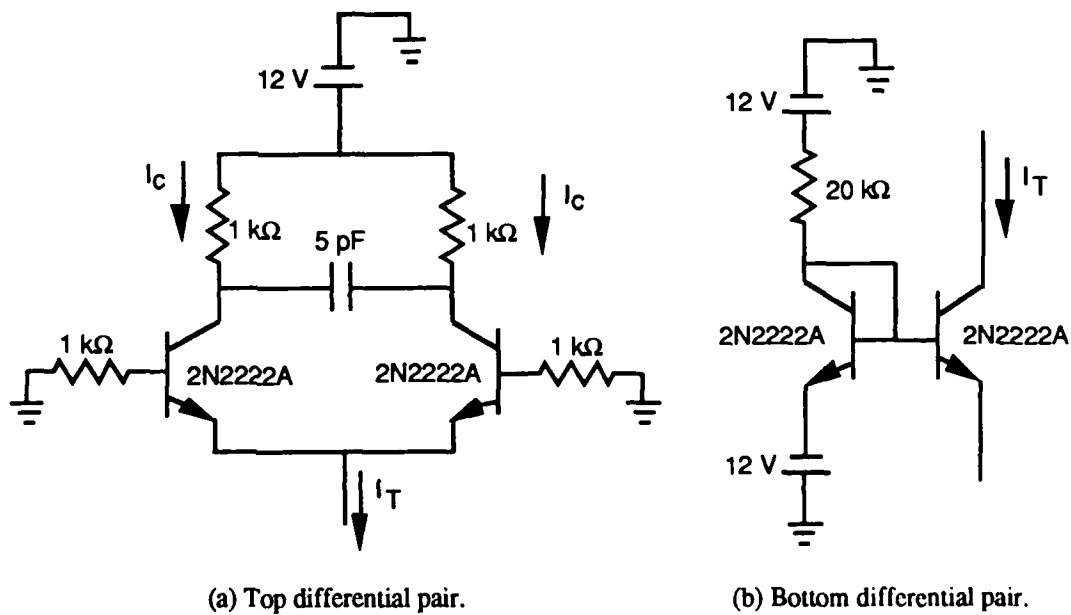 12 V
I_C
I_C
1 kΩ
1 kΩ
5 pF
1 kΩ
2N2222A
2N2222A
1 kΩ
I_T
(a) Top differential pair.
12 V
20 kΩ
I_T
2N2222A
2N2222A
12 V
(b) Bottom differential pair.